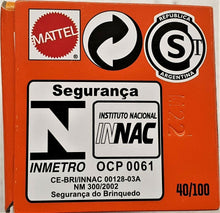 MATTEL
REPUBLICA
S
ARGENTINA
Segurança
N
INSTITUTO NACIONAL
INNAC
INMETRO OCP 0061
CE-BRI/INNAC 00128-03A
NM 300/2002
Segurança do Brinquedo
40/100